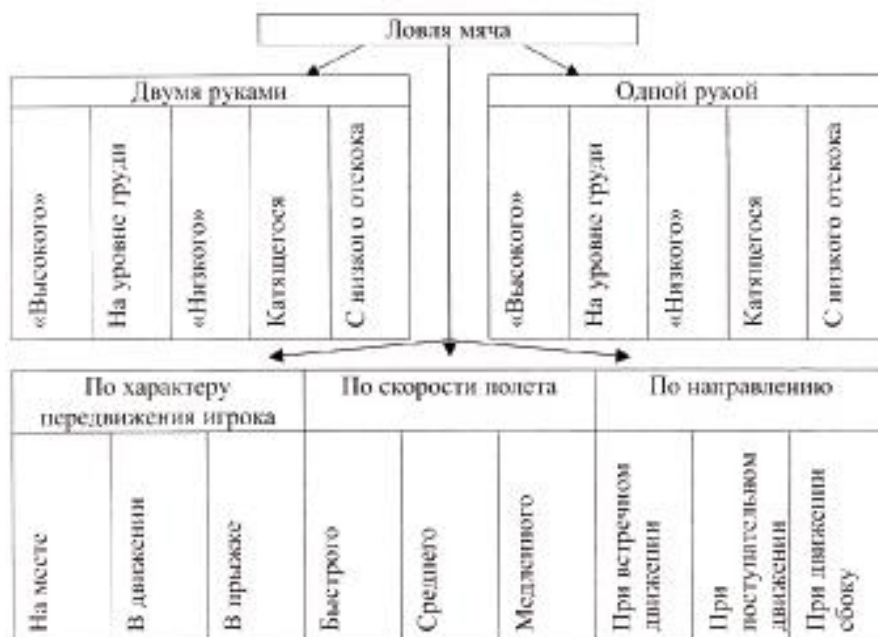 Ловля мяча
Двумя руками
«Высокого»
На уровне груди
«Низкого»
Катящегося
С низкого отскока
Одной рукой
«Высокого»
На уровне груди
«Низкого»
Катящегося
С низкого отскока
По характеру
передвижения игрока
На месте
В движении
В прыжке
По скорости полета
Быстрого
Среднего
Медленного
По направлению
При встречном
движении
При
поступательном
движении
При движении
сбоку